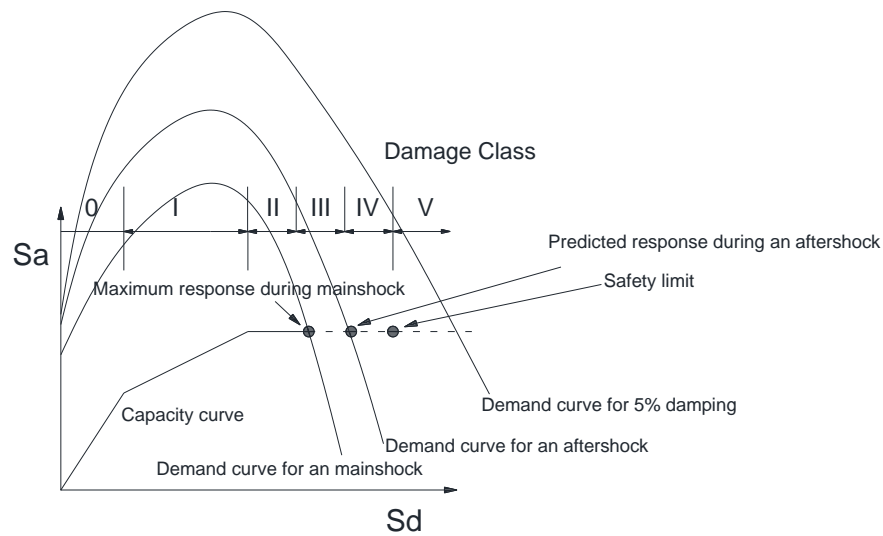 Damage Class
0 I II III IV V
Sa
Predicted response during an aftershock
Maximum response during mainshock
Safety limit
Capacity curve
Demand curve for 5% damping
Demand curve for an aftershock
Demand curve for an mainshock
Sd